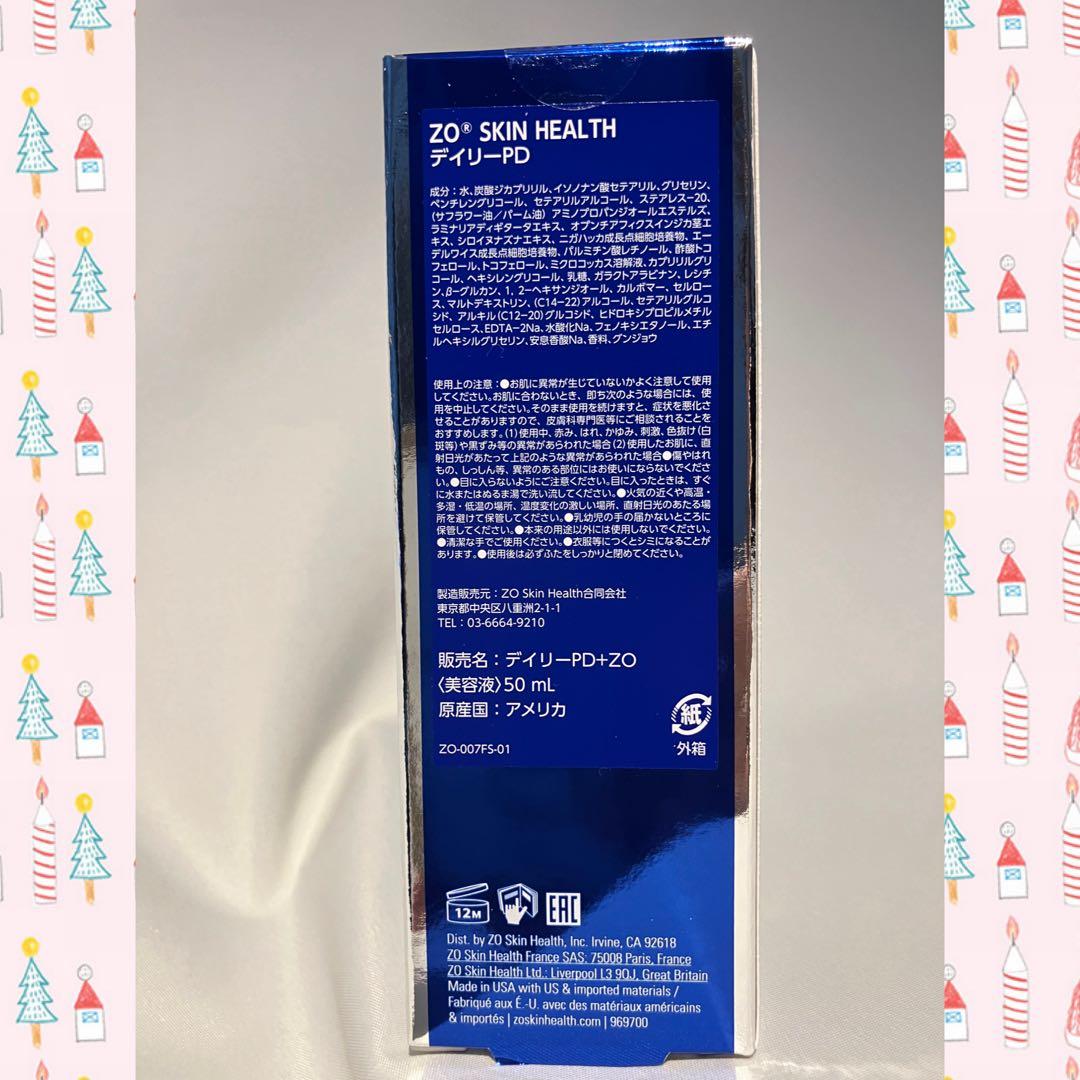 ZO® SKIN HEALTH
デイリーPD
成分：水、炭酸ジカプリリル、イソノナン酸セテアリル、グリセリン、
ペンチレングリコール、セテアリルアルコール、ステアレス-20、
(サフラワー油／パーム油）アミノプロパンジオールエステルズ、
ラミナリアディギタータエキス、オプンチアフィクスインジカ茎エ
キス、シロイヌナズナエキス、ニガハッカ成長点細胞培養物、エー
デルワイス成長点細胞培養物、パルミチン酸レチノール、酢酸トコ
フェロール、トコフェロール、ミクロコッカス溶解液、カプリリルグリ
コール、ヘキシレングリコール、乳糖、ガラクトアラビナン、レシチ
ン、β-グルカン、1，2-ヘキサンジオール、カルボマー、セルロー
ス、マルトデキストリン、(C14-22)アルコール、セテアリルグルコ
シド、アルキル(C12-20)グルコシド、ヒドロキシプロピルメチル
セルロース、EDTA-2Na、水酸化Na、フェノキシエタノール、エチ
ルヘキシルグリセリン、安息香酸Na、香料、グンジョウ
使用上の注意：●お肌に異常が生じていないかよく注意して使用
してください。お肌に合わないとき、即ち次のような場合には、使
用を中止してください。そのまま使用を続けますと、症状を悪化さ
せることがありますので、皮膚科専門医等にご相談されることを
おすすめします。(1)使用中、赤み、はれ、かゆみ、刺激、色抜け(白
斑等)や黒ずみ等の異常があらわれた場合(2)使用したお肌に、直
射日光があたって上記のような異常があらわれた場合●傷やはれ
もの、しっしん等、異常のある部位にはお使いにならないでくださ
い。●目に入らないようにご注意ください。目に入ったときは、すぐ
に水またはぬるま湯で洗い流してください。●火気の近くや高温・
多湿・低温の場所、温度変化の激しい場所、直射日光のあたる場
所を避けて保管してください。●乳幼児の手の届かないところに
保管してください。●本来の用途以外には使用しないでください。
●清潔な手でご使用ください。●衣服等につくとシミになることが
あります。●使用後は必ずふたをしっかりと閉めてください。
製造販売元：ZO Skin Health合同会社
東京都中央区八重洲2-1-1
TEL：03-6664-9210
販売名：デイリーPD+ZO
〈美容液〉50 mL
原産国：アメリカ
紙
ZO-007FS-01
外箱
12M
EAC
Dist. by ZO Skin Health, Inc. Irvine, CA 92618
ZO Skin Health France SAS: 75008 Paris, France
ZO Skin Health Ltd.: Liverpool L3 9QJ, Great Britain
Made in USA with US & imported materials /
Fabriqué aux É.-U. avec des matériaux américains
& importés | zoskinhealth.com | 969700